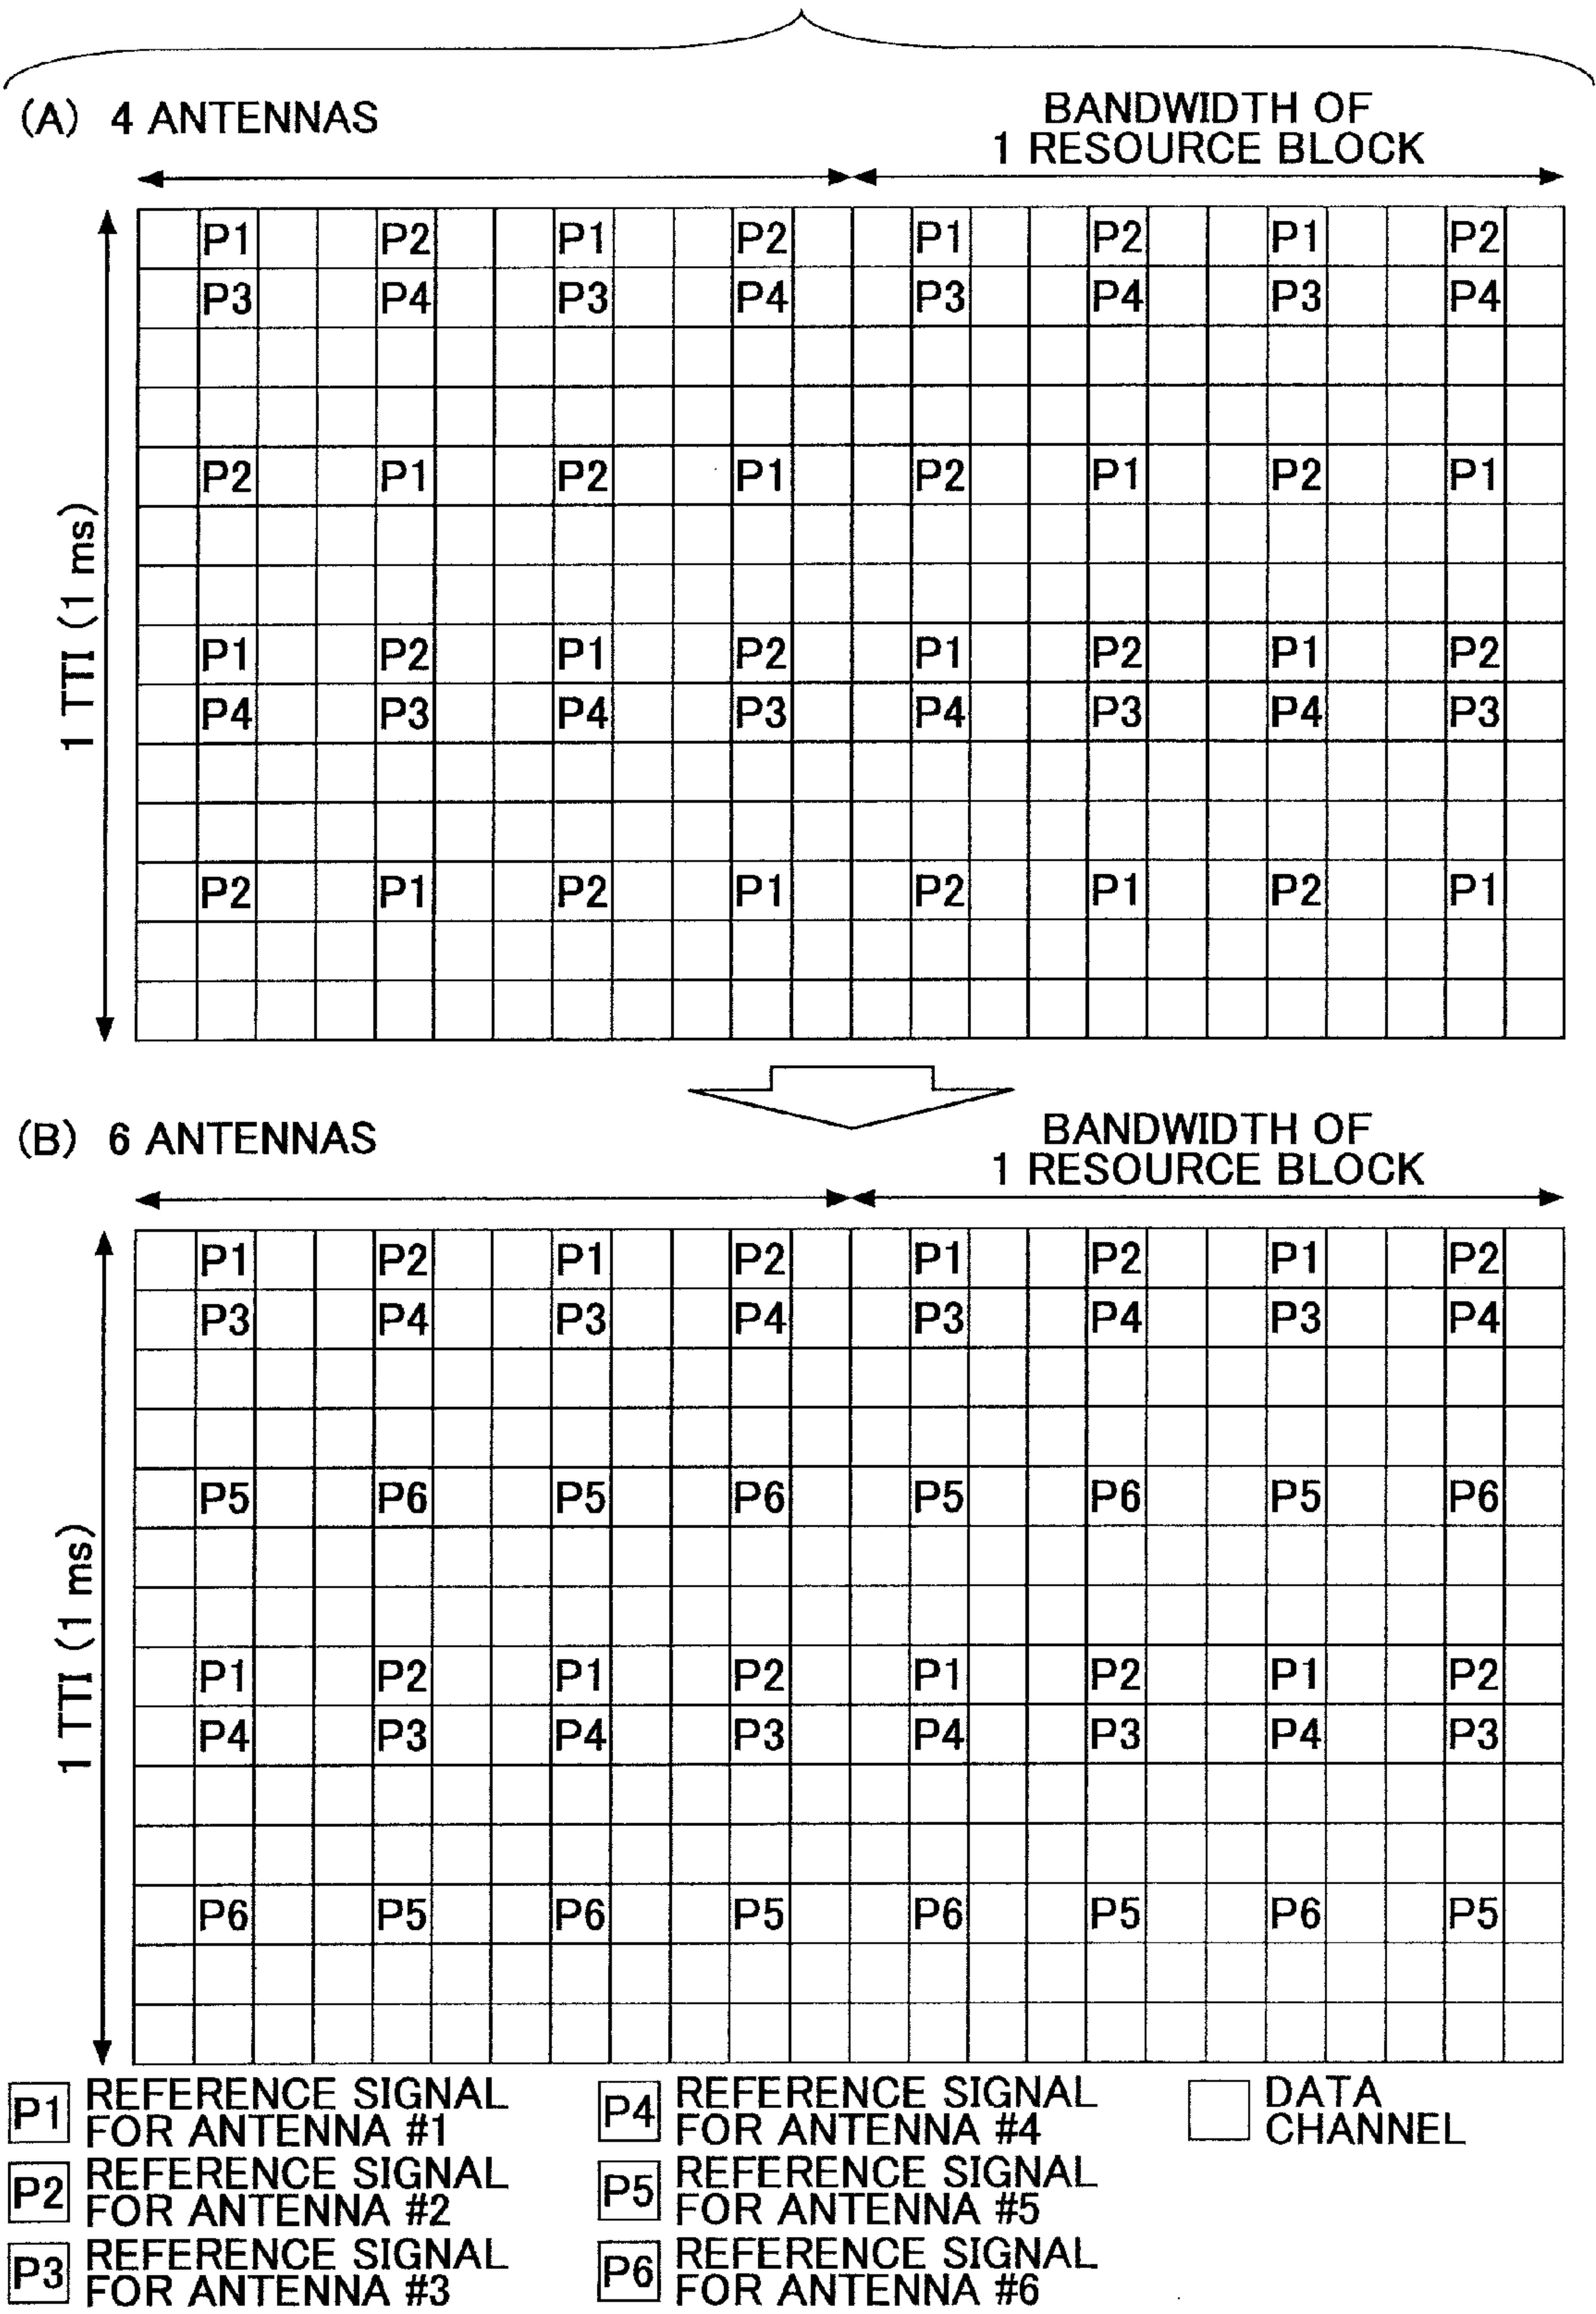 (A) 4 ANTENNAS
BANDWIDTH OF
1 RESOURCE BLOCK
1 TTI (1 ms)
P1 P2 P1 P2 P1 P2 P1 P2
P3 P4 P3 P4 P3 P4 P3 P4
P2 P1 P2 P1 P2 P1 P2 P1
P1 P2 P1 P2 P1 P2 P1 P2
P4 P3 P4 P3 P4 P3 P4 P3
P2 P1 P2 P1 P2 P1 P2 P1
(B) 6 ANTENNAS
BANDWIDTH OF
1 RESOURCE BLOCK
1 TTI (1 ms)
P1 P2 P1 P2 P1 P2 P1 P2
P3 P4 P3 P4 P3 P4 P3 P4
P5 P6 P5 P6 P5 P6 P5 P6
P1 P2 P1 P2 P1 P2 P1 P2
P4 P3 P4 P3 P4 P3 P4 P3
P6 P5 P6 P5 P6 P5 P6 P5
P1 REFERENCE SIGNAL
FOR ANTENNA #1
P2 REFERENCE SIGNAL
FOR ANTENNA #2
P3 REFERENCE SIGNAL
FOR ANTENNA #3
P4 REFERENCE SIGNAL
FOR ANTENNA #4
P5 REFERENCE SIGNAL
FOR ANTENNA #5
P6 REFERENCE SIGNAL
FOR ANTENNA #6
DATA
CHANNEL